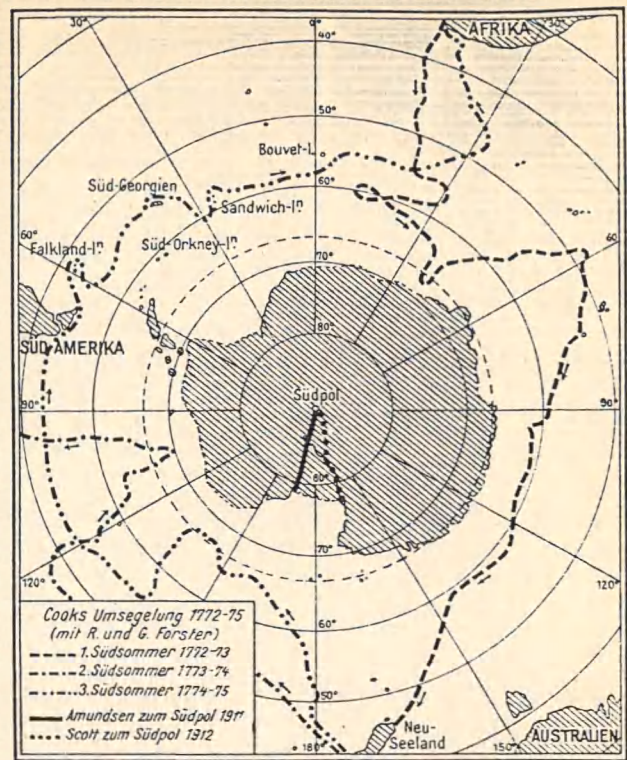 30°
0°
AFRIKA
30°
40°
50°
Bouvet-I.
60°
Süd-Georgien
Sandwich-In
Süd-Orkney-In
Falkland-In
60°
60°
70°
80°
SÜD-AMERIKA
Südpol
90°
90°
80°
70°
120°
120°
60°
50°
Neu-
Seeland
180°
150°
AUSTRALIEN
Cooks Umsegelung 1772-75
(mit R. und G. Forster)
1. Südsommer 1772-73
2. Südsommer 1773-74
3. Südsommer 1774-75
Amundsen zum Südpol 1911
Scott zum Südpol 1912